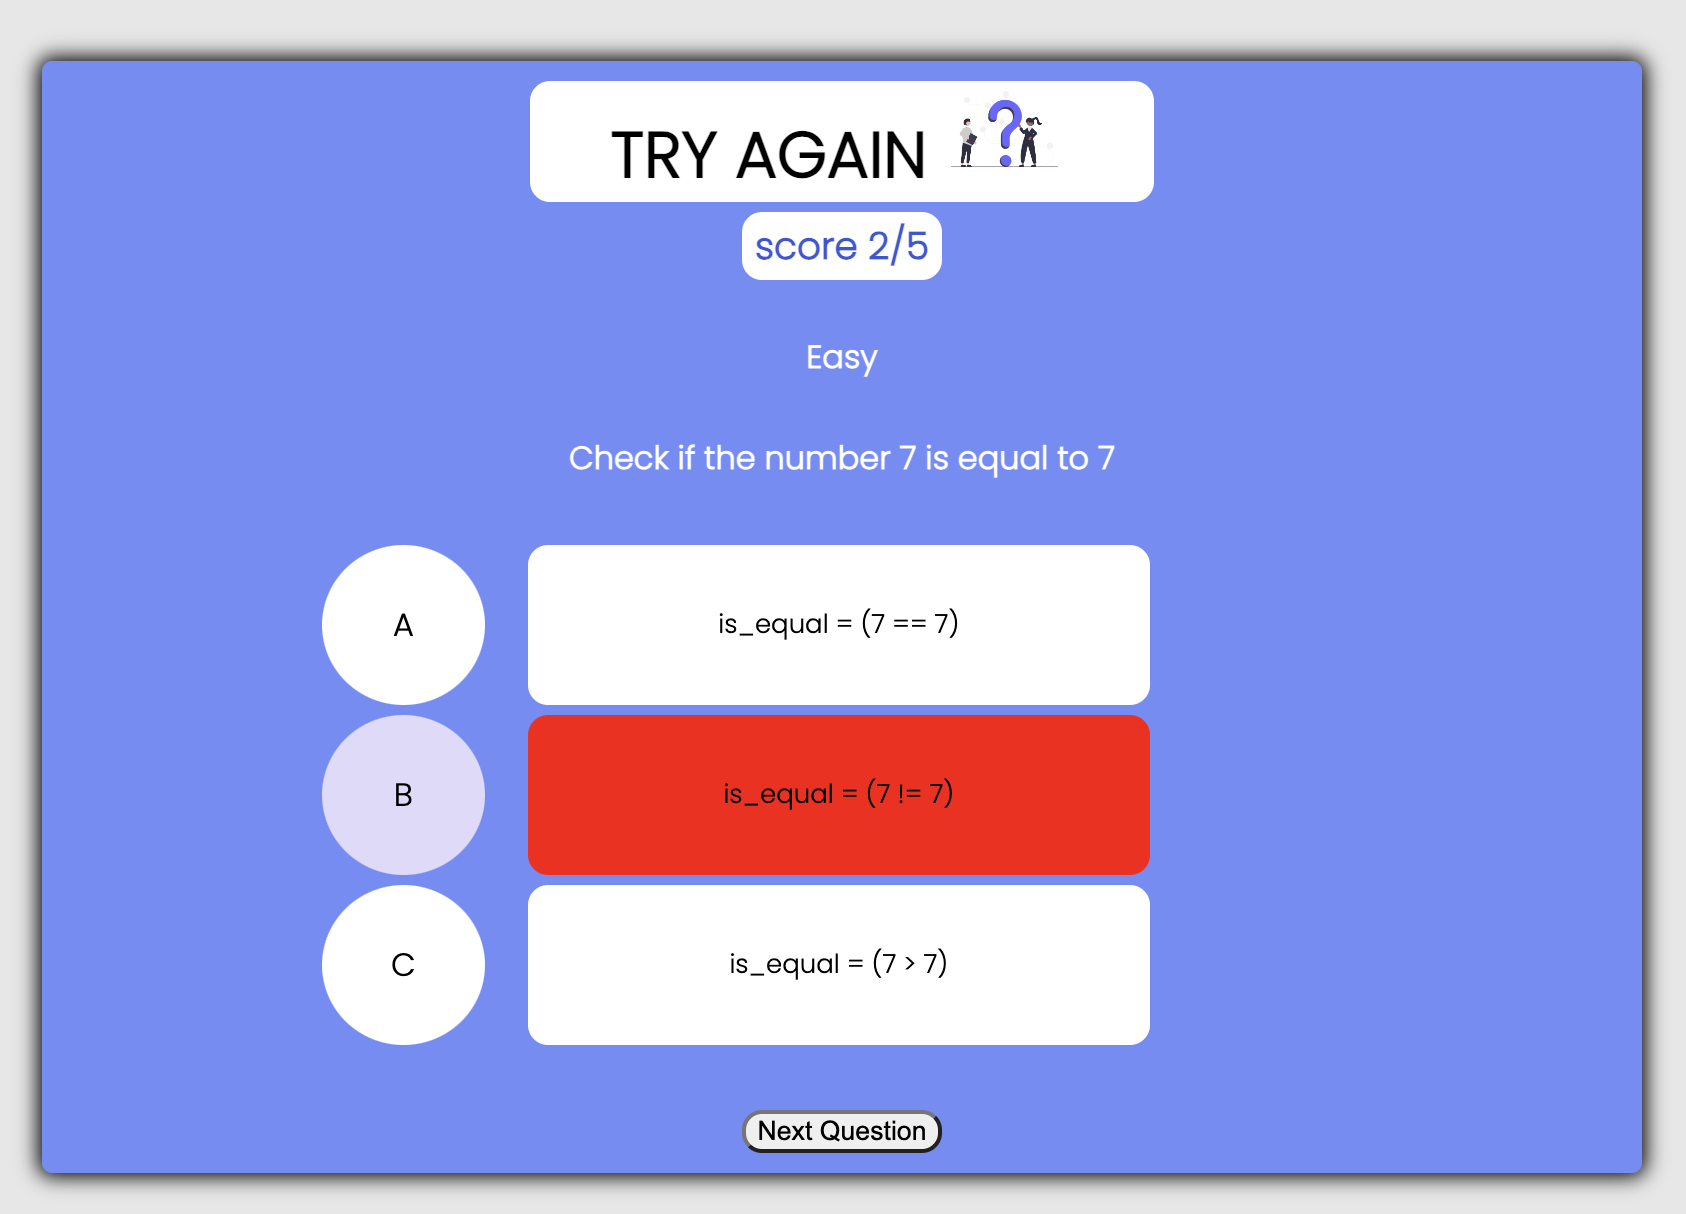 TRY AGAIN
score 2/5
Easy
Check if the number 7 is equal to 7
A
is_equal = (7 == 7)
B
is_equal = (7 != 7)
C
is_equal = (7 > 7)
Next Question